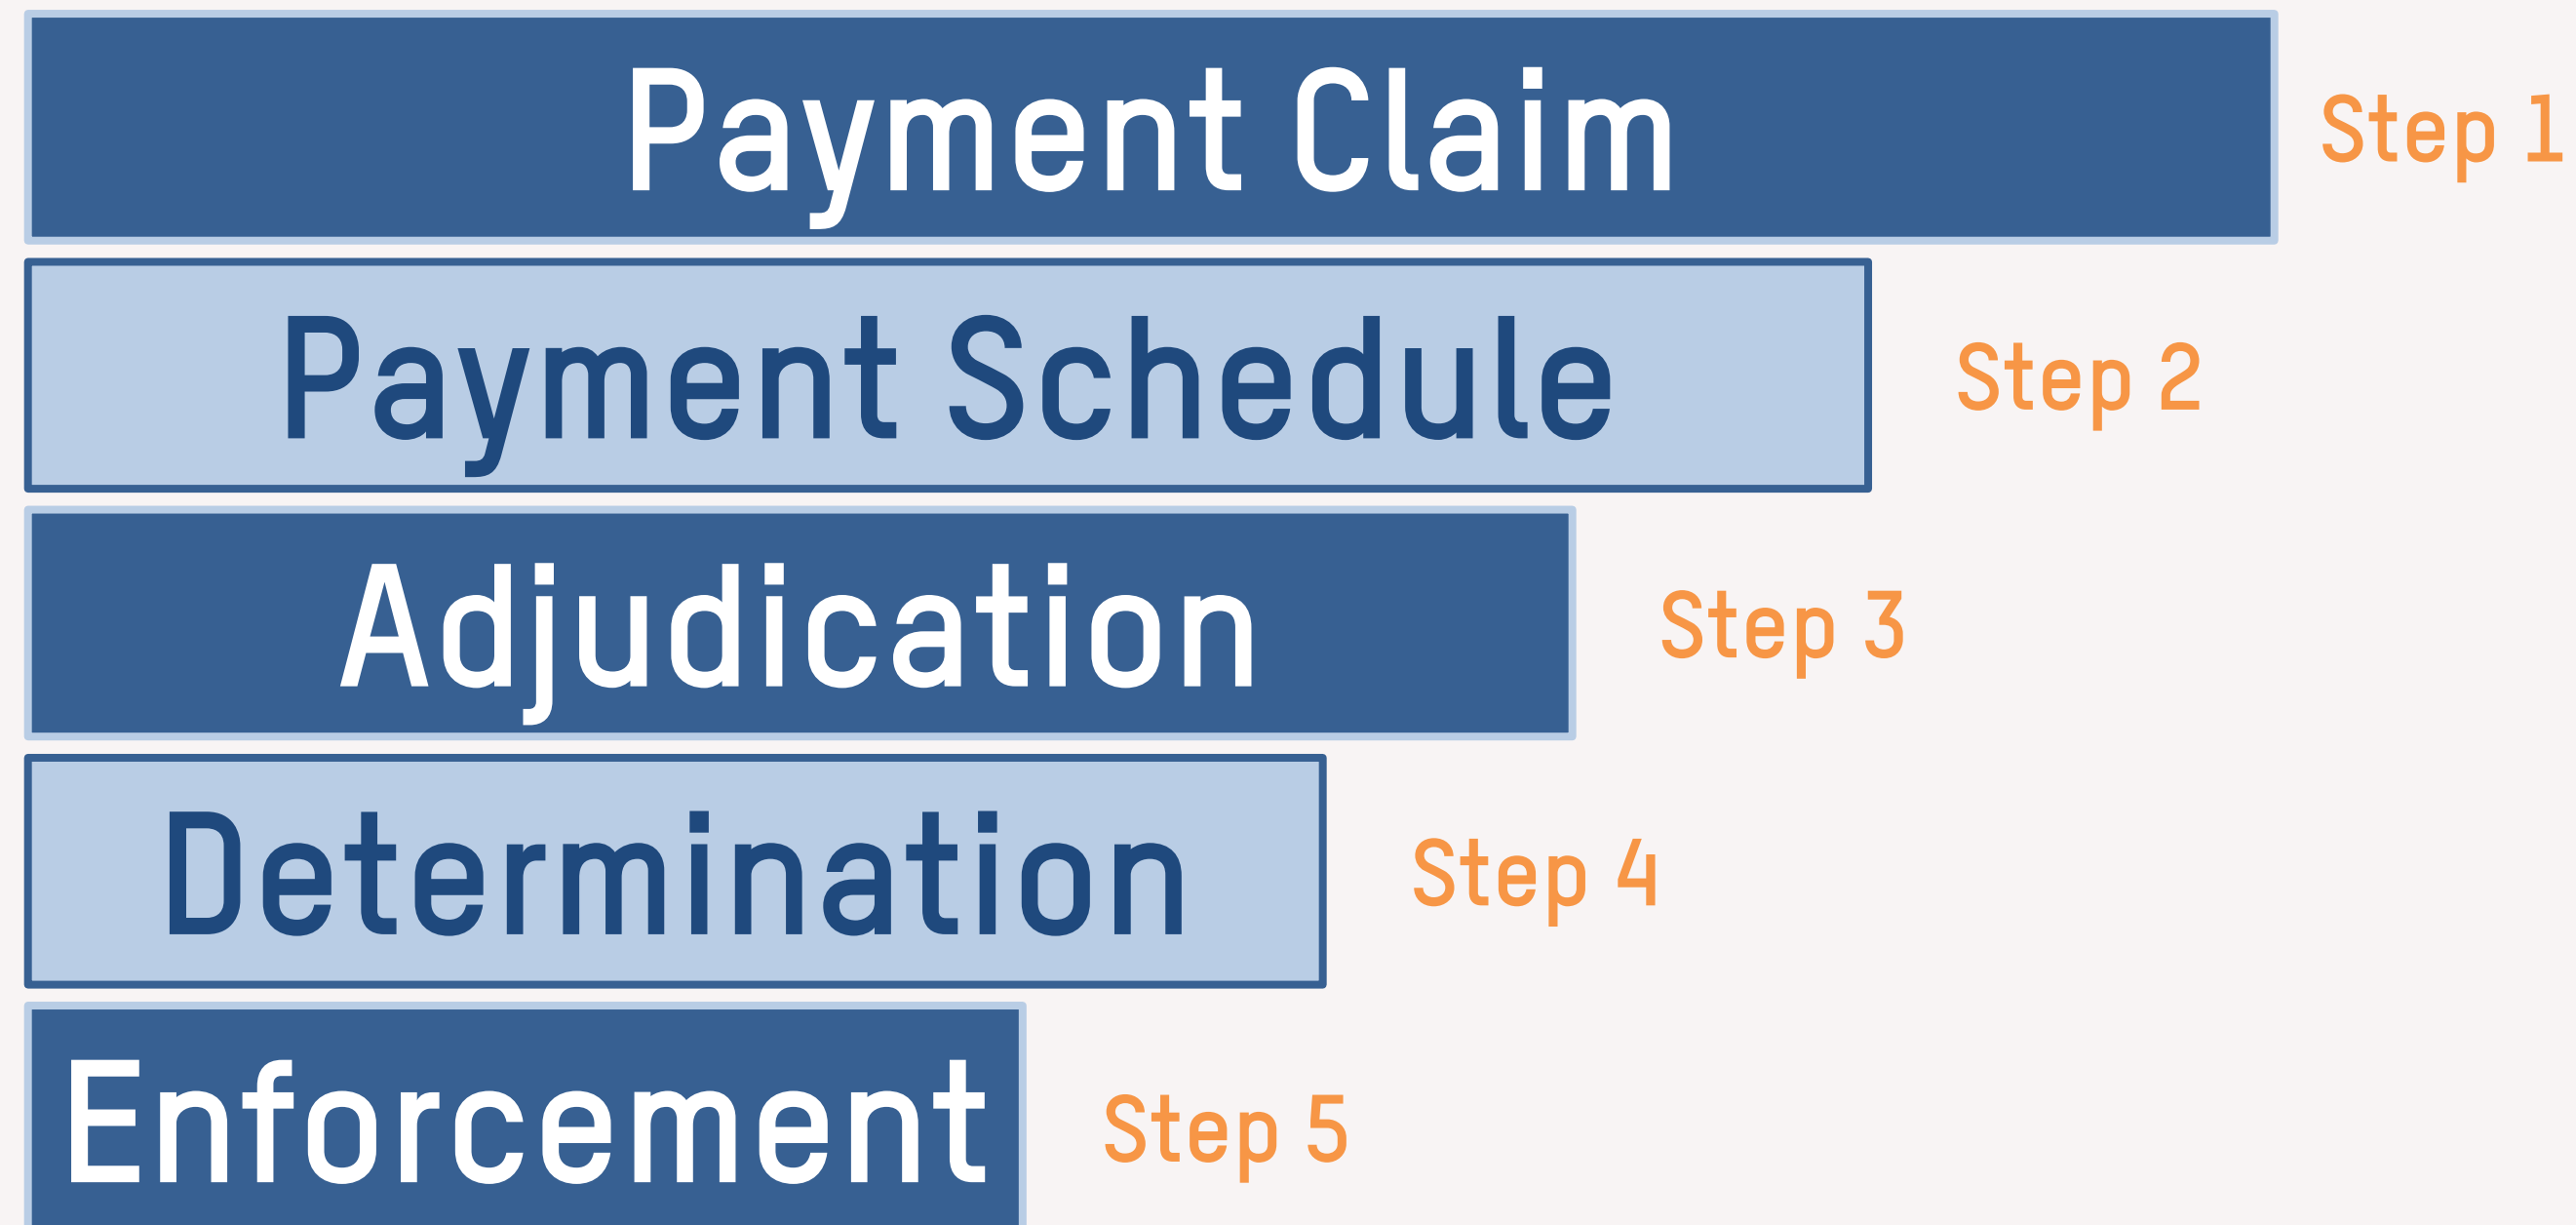 Payment Claim Step 1
Payment Schedule Step 2
Adjudication Step 3
Determination Step 4
Enforcement Step 5